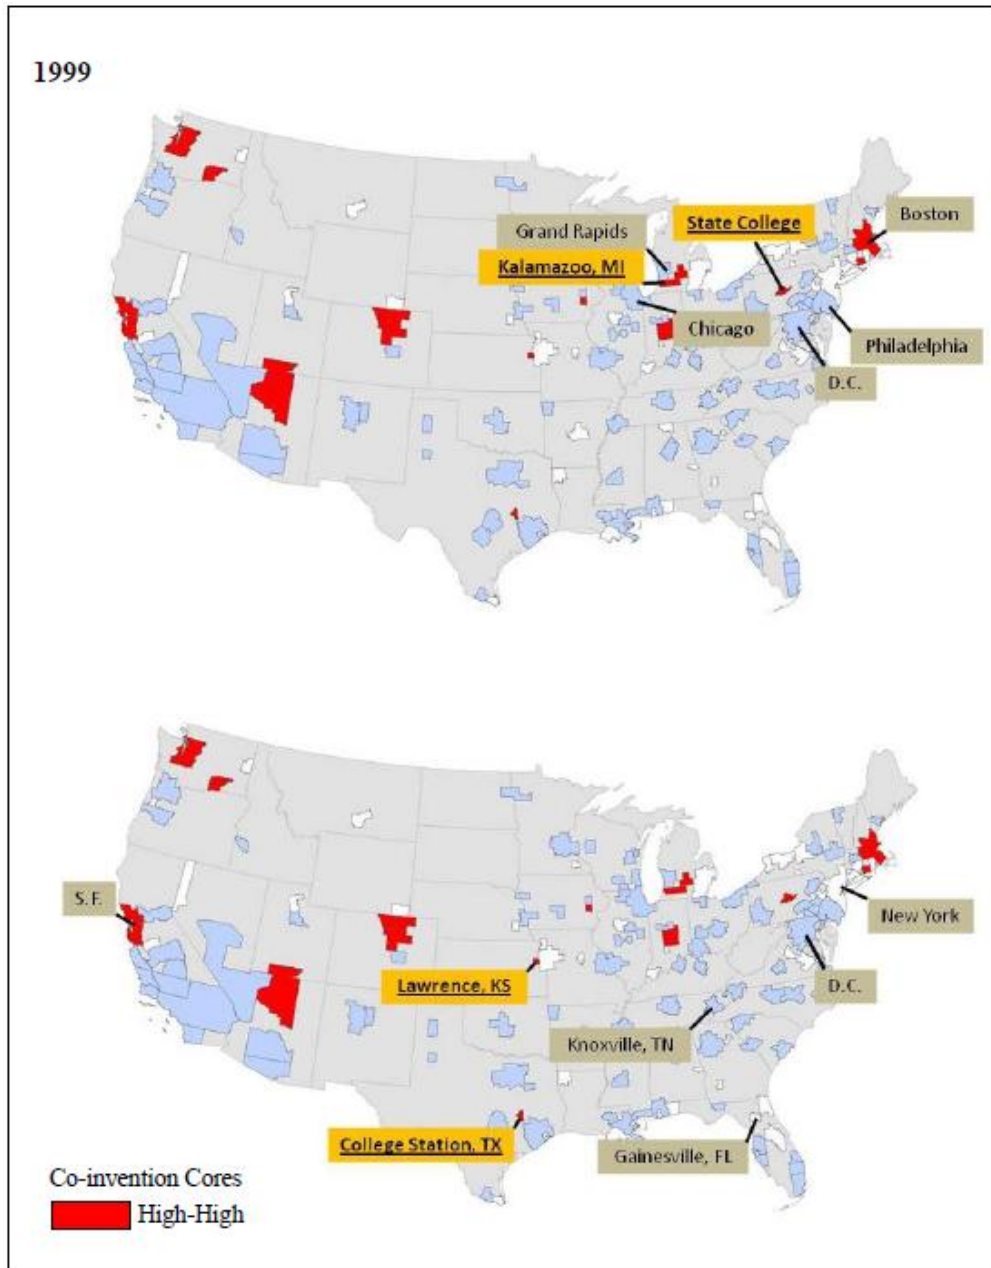 1999
Boston
State College
Grand Rapids
Kalamazoo, MI
Chicago
Philadelphia
D.C.
S.F.
New York
Lawrence, KS
D.C.
Knoxville, TN
College Station, TX
Gainesville, FL
Co-invention Cores
High-High